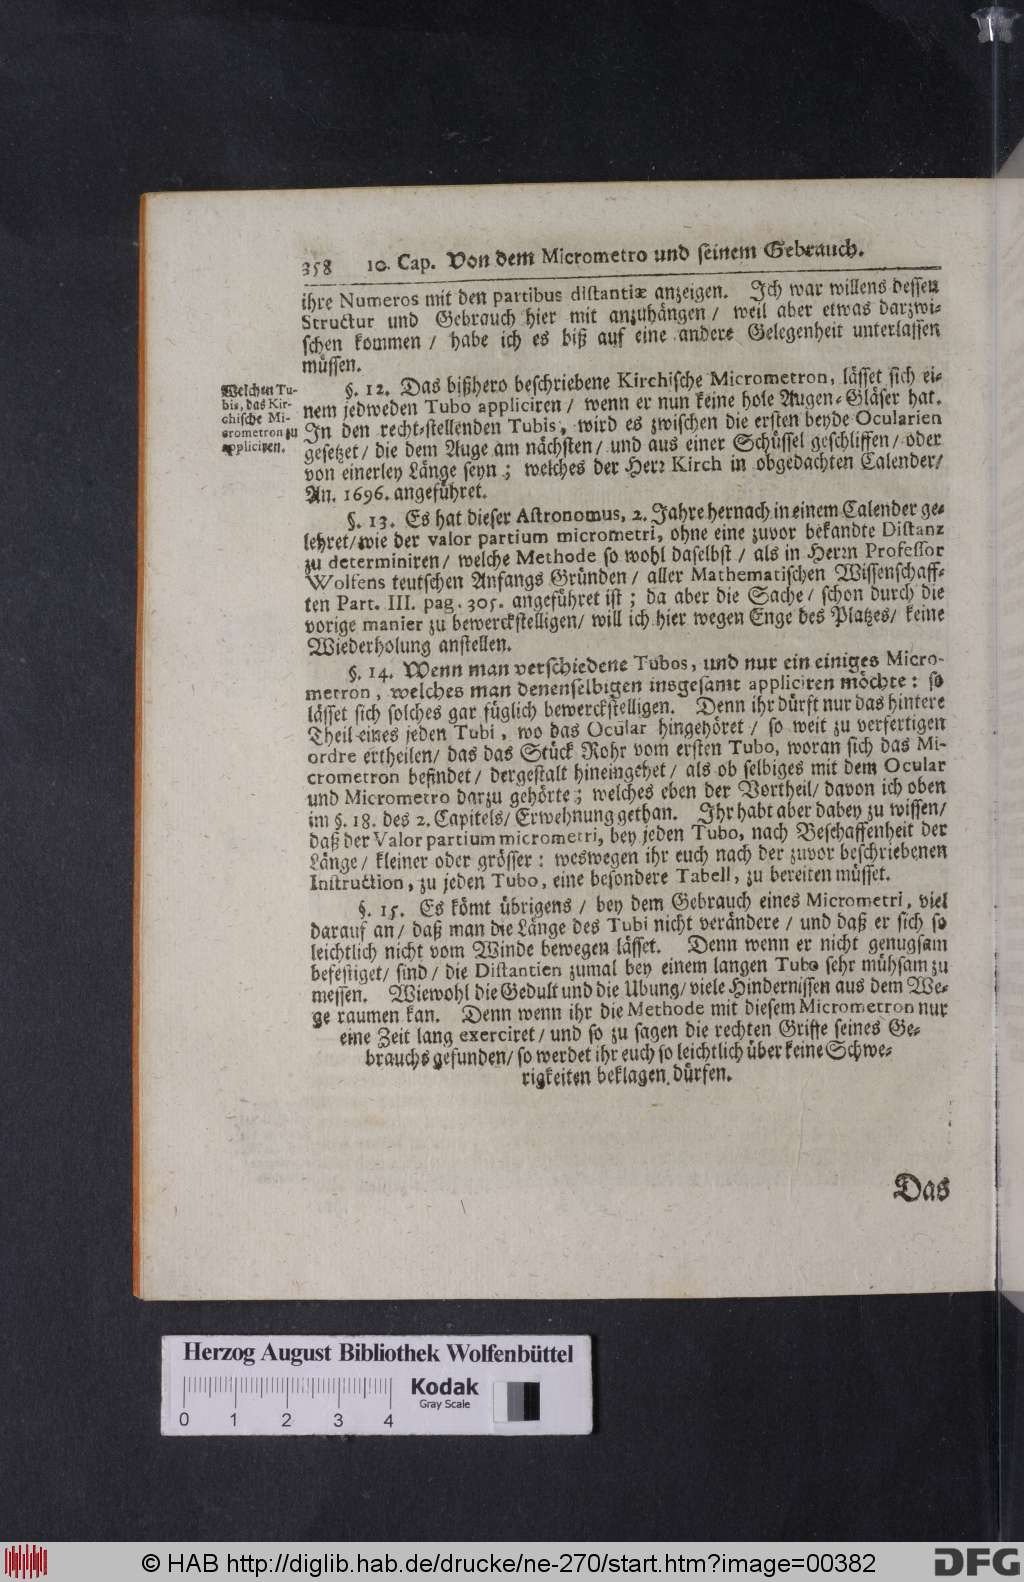 358 10. Cap. Von dem Micrometro und seinem Gebrauch.
ihre Numeros mit den partibus distantiæ anzeigen. Ich war willens dessen
Structur und Gebrauch hier mit anzuhängen / weil aber etwas darzwi-
schen kommen / habe ich es biß auf eine andere Gelegenheit unterlassen
müssen.
Welchen Tu-
bis, das Kir-
chische Mi-
crometron zu
appliciren.
§. 12. Das bißhero beschriebene Kirchische Micrometron, lässet sich ei-
nem jedweden Tubo appliciren / wenn er nun keine hole Augen-Gläser hat.
In den recht-stellenden Tubis, wird es zwischen die ersten beyde Ocularien
gesetzet / die dem Auge am nächsten / und aus einer Schüssel geschliffen / oder
von einerley Länge seyn; welches der Herr Kirch in obgedachten Calender /
An. 1696. angeführet.
§. 13. Es hat dieser Astronomus, 2. Jahre hernach in einem Calender ge-
lehret / wie der valor partium micrometri, ohne eine zuvor bekandte Distanz
zu determiniren / welche Methode so wohl daselbst / als in Herrn Professor
Wolfens teutschen Anfangs Gründen / aller Mathematischen Wissenschaff-
ten Part. III. pag. 305. angeführet ist; da aber die Sache / schon durch die
vorige manier zu bewerckstelligen / will ich hier wegen Enge des Platzes / keine
Wiederholung anstellen.
§. 14. Wenn man verschiedene Tubos, und nur ein einiges Micro-
metron, welches man denenselbigen insgesamt appliciren möchte: so
lässet sich solches gar füglich bewerckstelligen. Denn ihr dürft nur das hintere
Theil eines jeden Tubi, wo das Ocular hingehöret / so weit zu verfertigen
ordre ertheilen / das das Stück Rohr vom ersten Tubo, woran sich das Mi-
crometron befindet / dergestalt hineingehet / als ob selbiges mit dem Ocular
und Micrometro darzu gehörte; welches eben der Vortheil / davon ich oben
im §. 18. des 2. Capitels / Erwehnung gethan. Ihr habt aber dabey zu wissen /
daß der Valor partium micrometri, bey jeden Tubo, nach Beschaffenheit der
Länge / kleiner oder grösser: weswegen ihr euch nach der zuvor beschriebenen
Instruction, zu jeden Tubo, eine besondere Tabell, zu bereiten müsset.
§. 15. Es kömt übrigens / bey dem Gebrauch eines Micrometri, viel
darauf an / daß man die Länge des Tubi nicht verändere / und daß er sich so
leichtlich nicht vom Winde bewegen lässet. Denn wenn er nicht genugsam
befestiget / sind / die Distantien zumal bey einem langen Tubo sehr mühsam zu
messen. Wiewohl die Gedult und die Ubung / viele Hindernissen aus dem We-
ge raumen kan. Denn wenn ihr die Methode mit diesem Micrometron nur
eine Zeit lang exerciret / und so zu sagen die rechten Griffe seines Ge-
brauchs gefunden / so werdet ihr euch so leichtlich über keine Schwe-
rigkeiten beklagen dürfen.
Das
Herzog August Bibliothek Wolfenbüttel
Kodak
Gray Scale
0 1 2 3 4
© HAB http://diglib.hab.de/drucke/ne-270/start.htm?image=00382
DFG